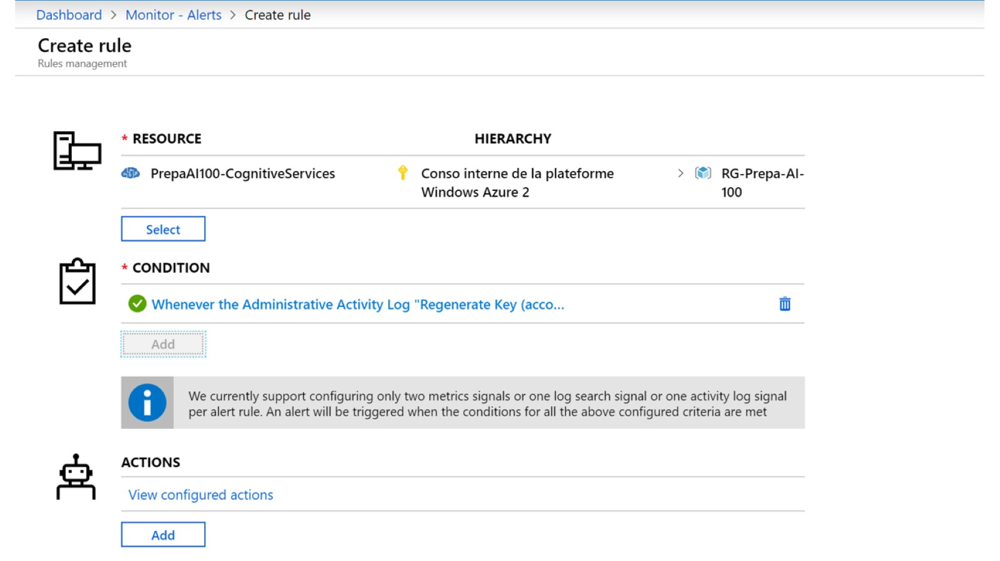 Dashboard > Monitor - Alerts > Create rule
Create rule
Rules management
* RESOURCE HIERARCHY
PrepaAI100-CognitiveServices Conso interne de la plateforme > RG-Prepa-AI-
Windows Azure 2 100
Select
* CONDITION
Whenever the Administrative Activity Log "Regenerate Key (acco...
Add
We currently support configuring only two metrics signals or one log search signal or one activity log signal
per alert rule. An alert will be triggered when the conditions for all the above configured criteria are met
ACTIONS
View configured actions
Add